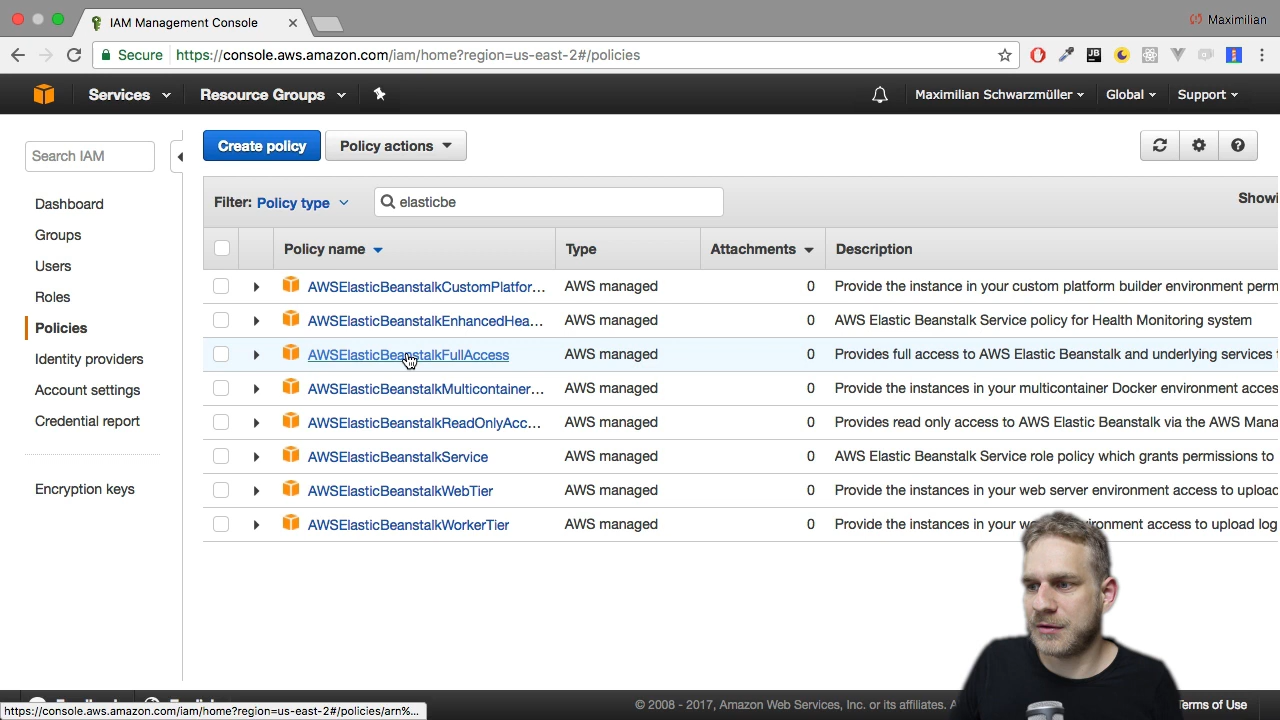 IAM Management Console
Maximilian
Secure
https://console.aws.amazon.com/iam/home?region=us-east-2#/policies
JB
Services
Resource Groups
Maximilian Schwarzmüller
Global
Support
Search IAM
Dashboard
Groups
Users
Roles
Policies
Identity providers
Account settings
Credential report
Encryption keys
Create policy
Policy actions
Filter: Policy type
elasticbe
Showi
Policy name
Type
Attachments
Description
AWSElasticBeanstalkCustomPlatfor... AWS managed 0 Provide the instance in your custom platform builder environment perm
AWSElasticBeanstalkEnhancedHea... AWS managed 0 AWS Elastic Beanstalk Service policy for Health Monitoring system
AWSElasticBeanstalkFullAccess AWS managed 0 Provides full access to AWS Elastic Beanstalk and underlying services
AWSElasticBeanstalkMulticontainer... AWS managed 0 Provide the instances in your multicontainer Docker environment acces
AWSElasticBeanstalkReadOnlyAcc... AWS managed 0 Provides read only access to AWS Elastic Beanstalk via the AWS Mana
AWSElasticBeanstalkService AWS managed 0 AWS Elastic Beanstalk Service role policy which grants permissions to
AWSElasticBeanstalkWebTier AWS managed 0 Provide the instances in your web server environment access to uploac
AWSElasticBeanstalkWorkerTier AWS managed 0 Provide the instances in your access to upload log
© 2008 - 2017, Amazon Web Services, Inc. or its affiliates.
Terms of Use
https://console.aws.amazon.com/iam/home?region=us-east-2#/policies/arn%...